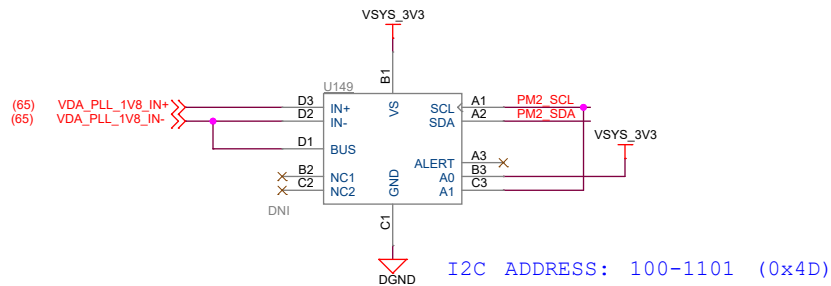 VSYS_3V3
U149
B1
(65) VDA_PLL_1V8_IN+ D3 IN+ VS SCL A1 PM2_SCL
(65) VDA_PLL_1V8_IN- D2 IN- SDA A2 PM2_SDA
VSYS_3V3
D1 BUS
ALERT A3
B2 NC1 A0 B3
C2 NC2 GND A1 C3
DNI
C1
DGND
I2C ADDRESS: 100-1101 (0x4D)